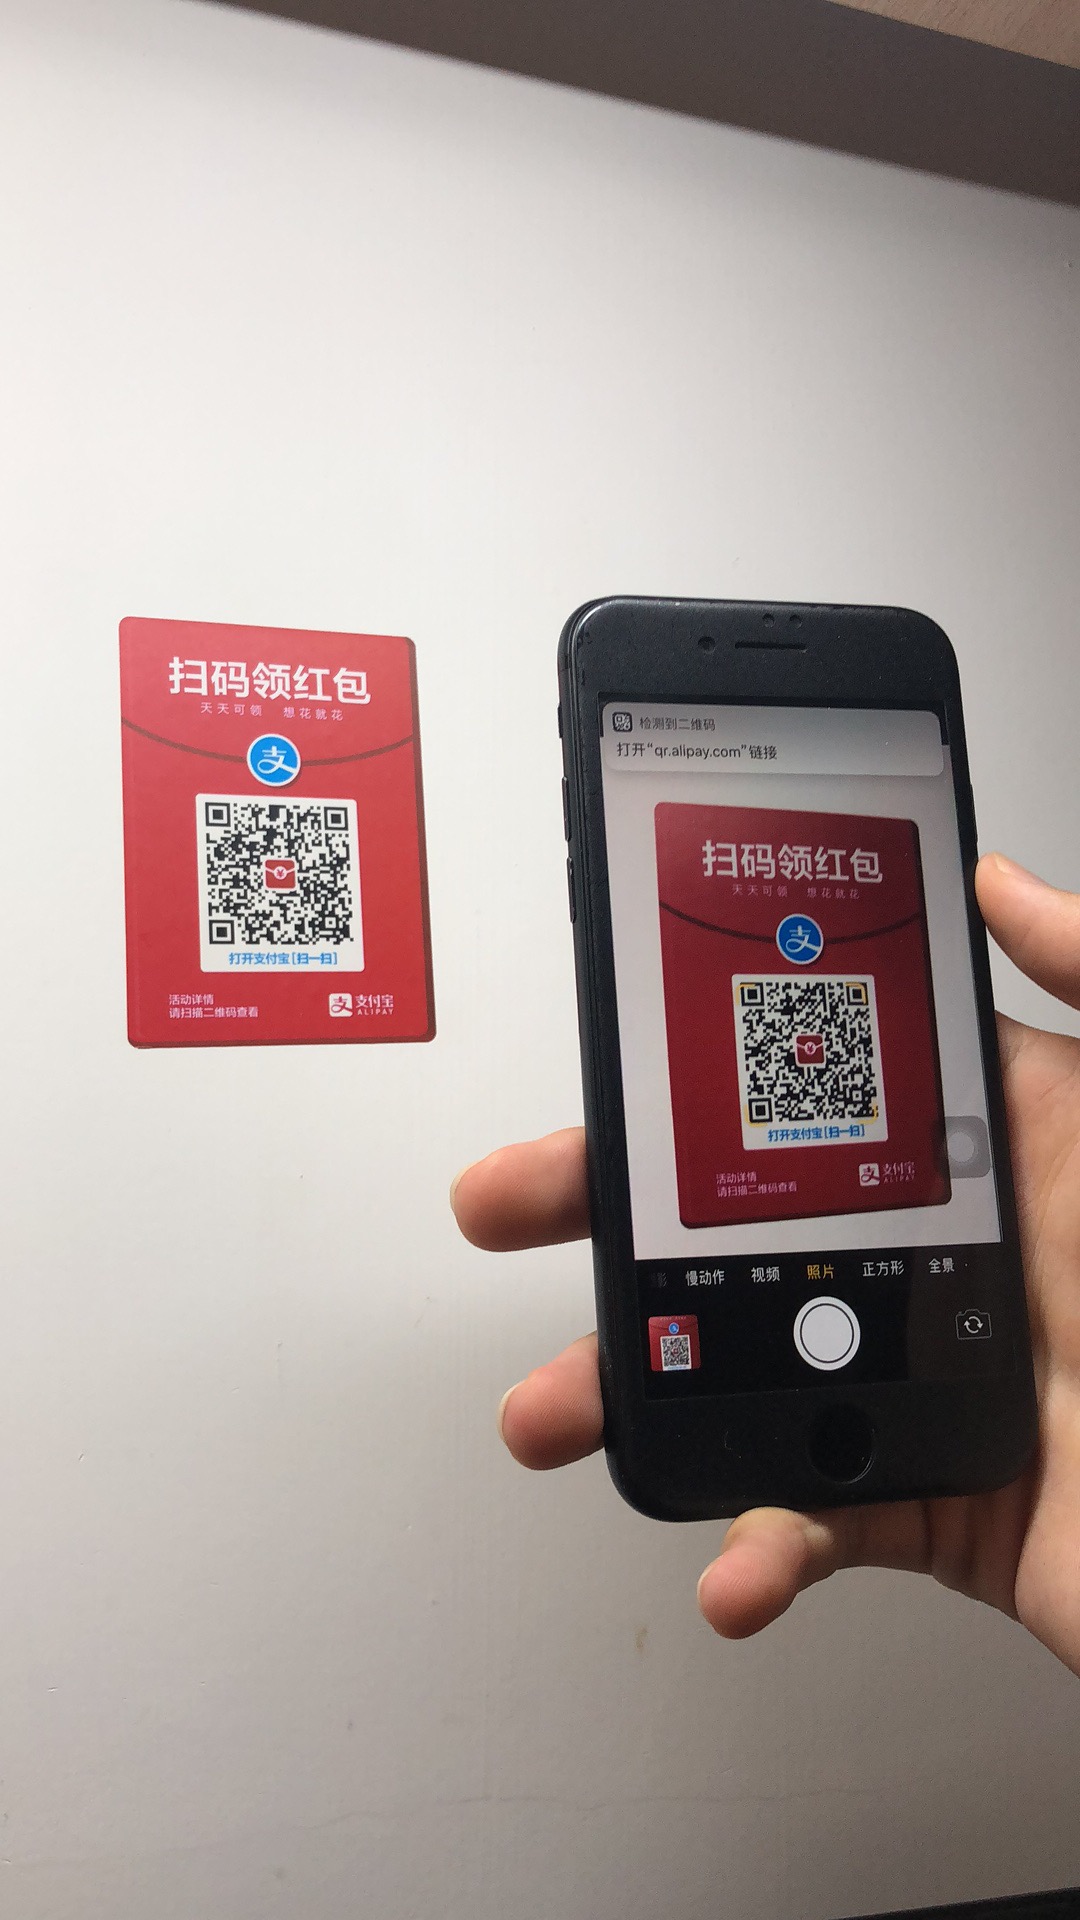 扫码领红包
天天可领 想花就花
支
打开支付宝[扫一扫]
活动详情
请扫描二维码查看
支 支付宝
ALIPAY
检测到二维码
打开“qr.alipay.com”链接
扫码领红包
天天可领 想花就花
支
打开支付宝[扫一扫]
活动详情
请扫描二维码查看
支 支付宝
ALIPAY
慢动作 视频 照片 正方形 全景